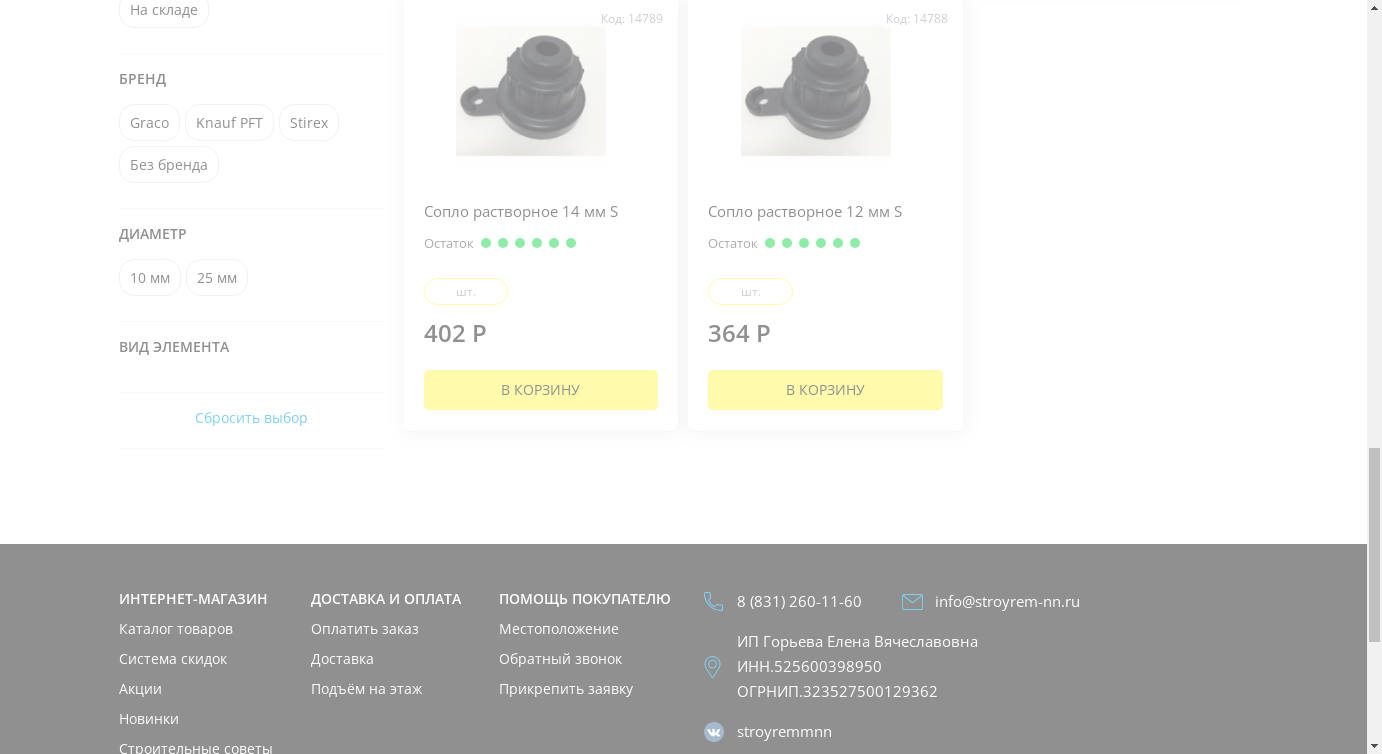 На складе
БРЕНД
Graco
Knauf PFT
Stirex
Без бренда
ДИАМЕТР
10 мм
25 мм
ВИД ЭЛЕМЕНТА
Сбросить выбор
Код: 14789
Сопло растворное 14 мм S
Остаток
шт.
402 Р
В КОРЗИНУ
Код: 14788
Сопло растворное 12 мм S
Остаток
шт.
364 Р
В КОРЗИНУ
ИНТЕРНЕТ-МАГАЗИН
Каталог товаров
Система скидок
Акции
Новинки
Строительные советы
ДОСТАВКА И ОПЛАТА
Оплатить заказ
Доставка
Подъём на этаж
ПОМОЩЬ ПОКУПАТЕЛЮ
Местоположение
Обратный звонок
Прикрепить заявку
8 (831) 260-11-60
info@stroyrem-nn.ru
ИП Горьева Елена Вячеславовна
ИНН.525600398950
ОГРНИП.323527500129362
stroyremmnn